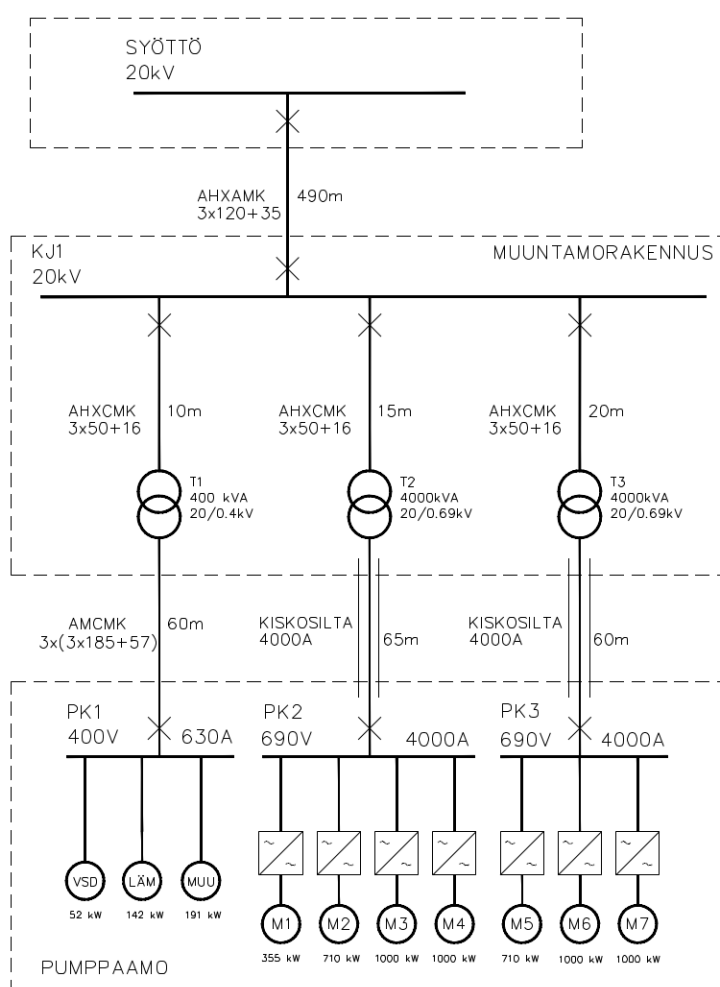 SYÖTTÖ
20kV
AHXAMK 490m
3x120+35
KJ1 MUUNTAMORAKENNUS
20kV
AHXCMK 10m AHXCMK 15m AHXCMK 20m
3x50+16 3x50+16 3x50+16
T1 T2 T3
400 kVA 4000kVA 4000kVA
20/0.4kV 20/0.69kV 20/0.69kV
AMCMK 60m KISKOSILTA 65m KISKOSILTA 60m
3x(3x185+57) 4000A 4000A
PK1 PK2 PK3
400V 630A 690V 4000A 690V 4000A
~ ~ ~ ~ ~ ~ ~
~ ~ ~ ~ ~ ~ ~
VSD LÄM MUU M1 M2 M3 M4 M5 M6 M7
52 kW 142 kW 191 kW 355 kW 710 kW 1000 kW 1000 kW 710 kW 1000 kW 1000 kW
PUMPPAAMO